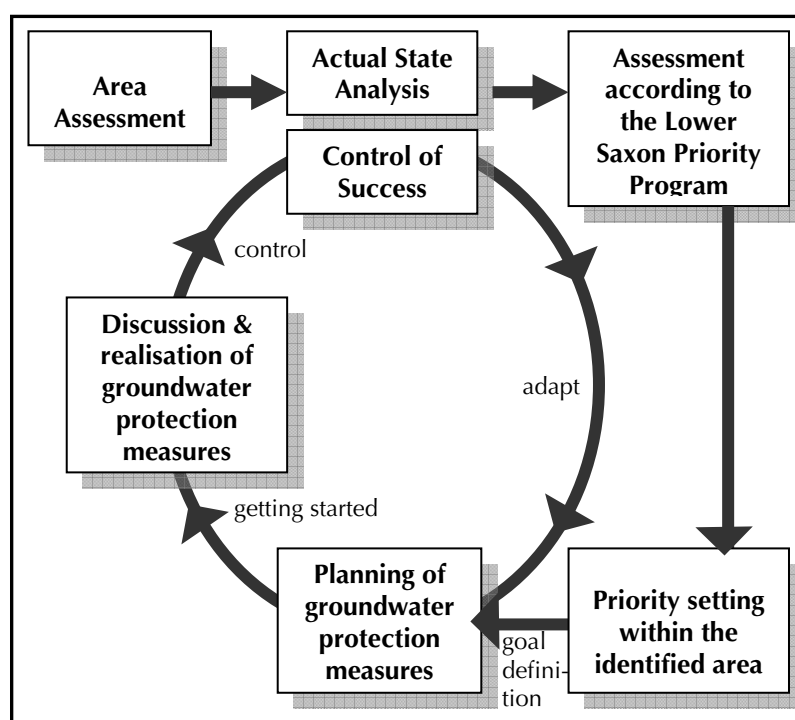 Area
Assessment
Actual State
Analysis
Assessment
according to
the Lower
Saxon Priority
Program
Control of
Success
control
Discussion &
realisation of
groundwater
protection
measures
adapt
getting started
Planning of
groundwater
protection
measures
goal
defini-
tion
Priority setting
within the
identified area